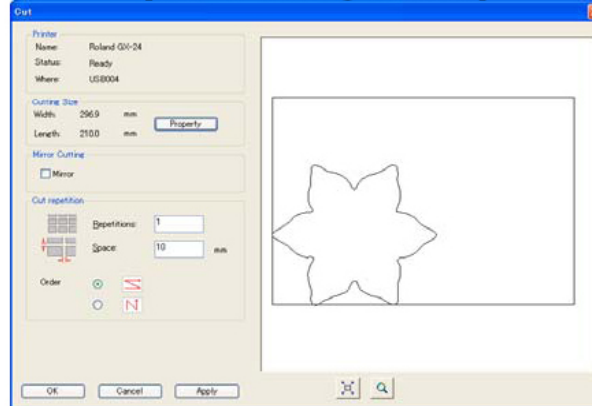 Cut
Printer
Name: Roland GX-24
Status: Ready
Where: USB004
Cutting Size
Width: 296.9 mm
Property
Length: 210.0 mm
Mirror Cutting
Mirror
Cut repetition
Repetitions: 1
Space: 10 mm
Order
OK Cancel Apply